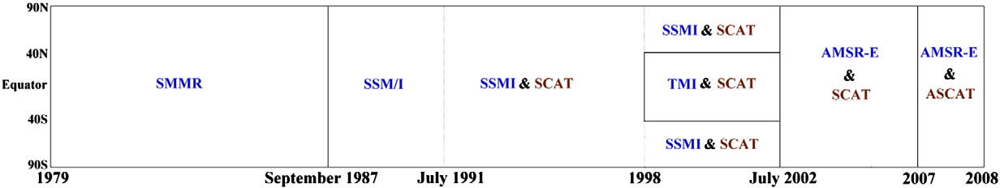 90N
40N
Equator
40S
90S
SMMR
SSM/I
SSMI & SCAT
SSMI & SCAT
TMI & SCAT
SSMI & SCAT
AMSR-E
&
SCAT
AMSR-E
&
ASCAT
1979
September 1987
July 1991
1998
July 2002
2007
2008